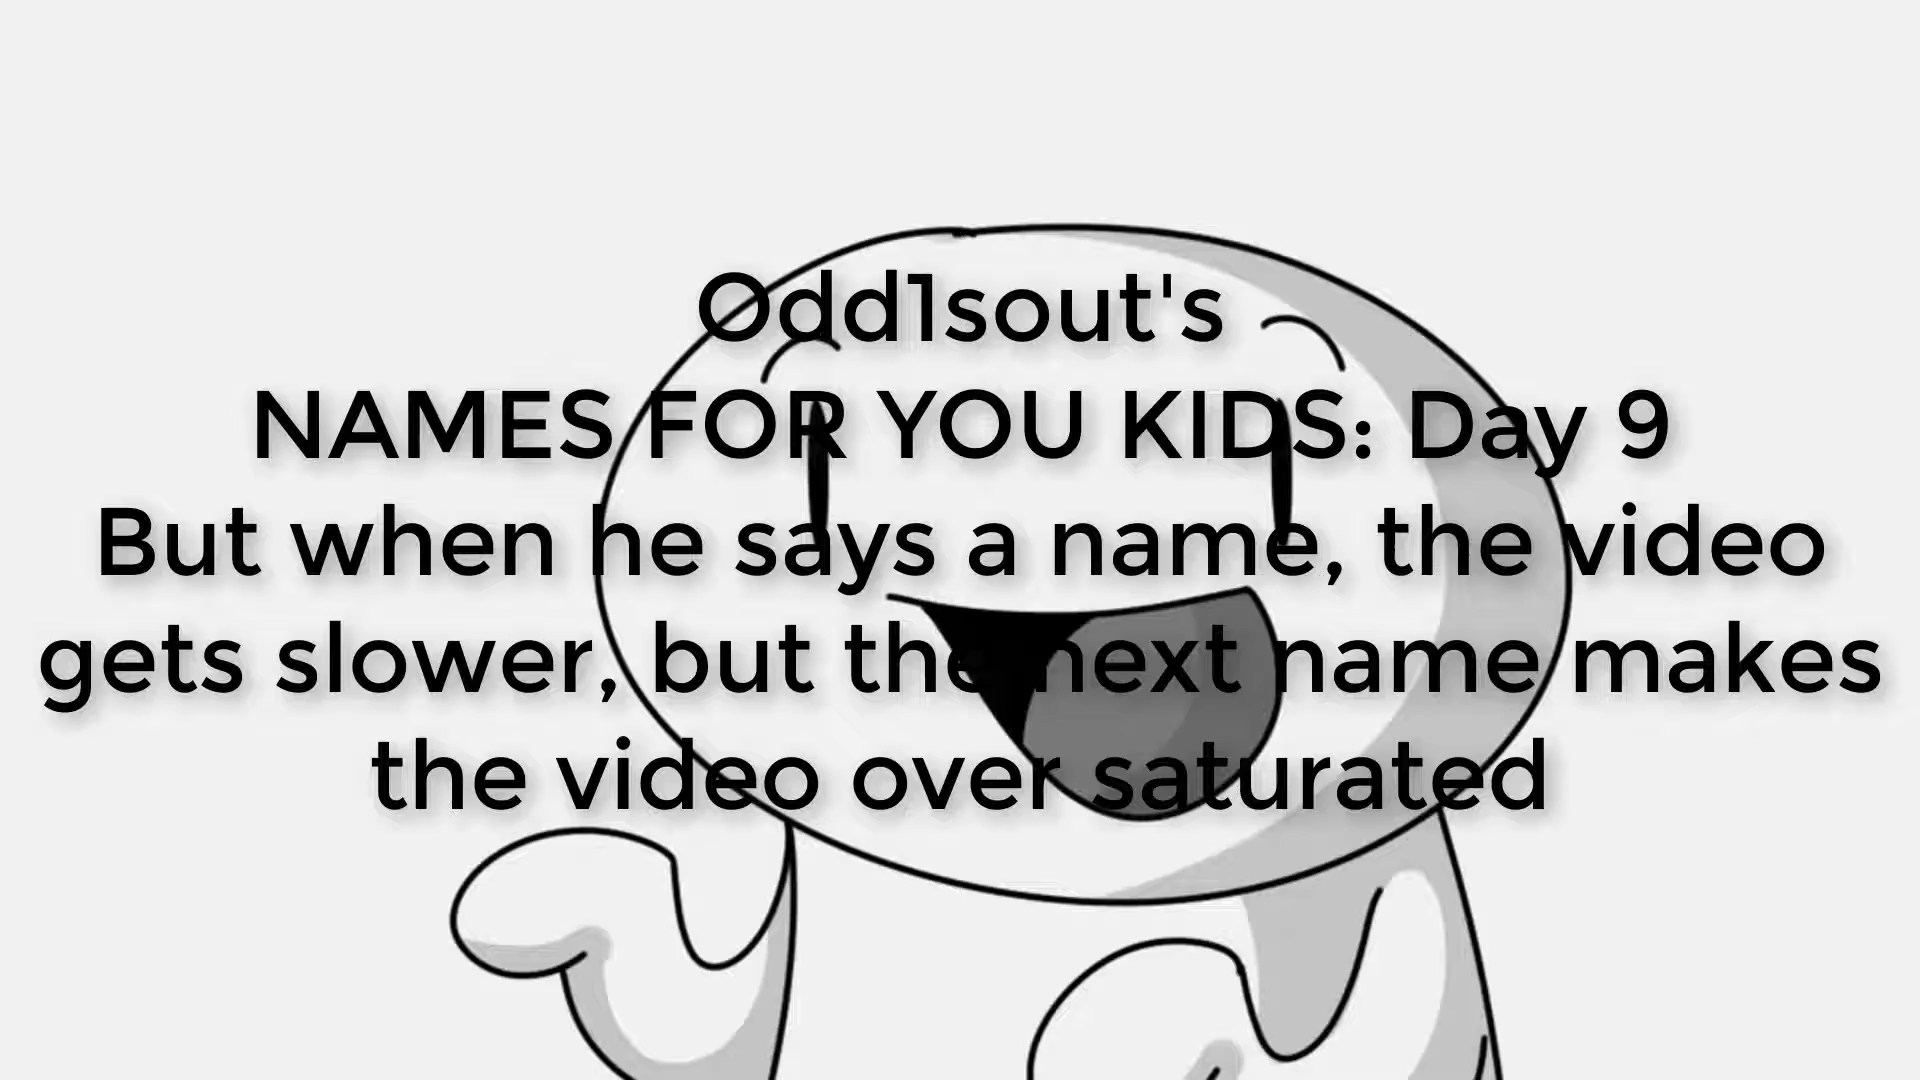 Odd1sout's
NAMES FOR YOU KIDS: Day 9
But when he says a name, the video
gets slower, but the next name makes
the video over saturated